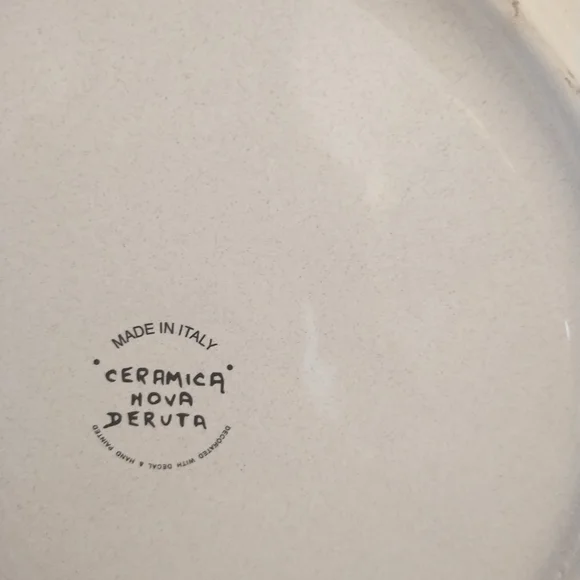 MADE IN ITALY
CERAMICA
NOVA
DERUTA
DECORATED WITH DECAL & HAND PAINTED